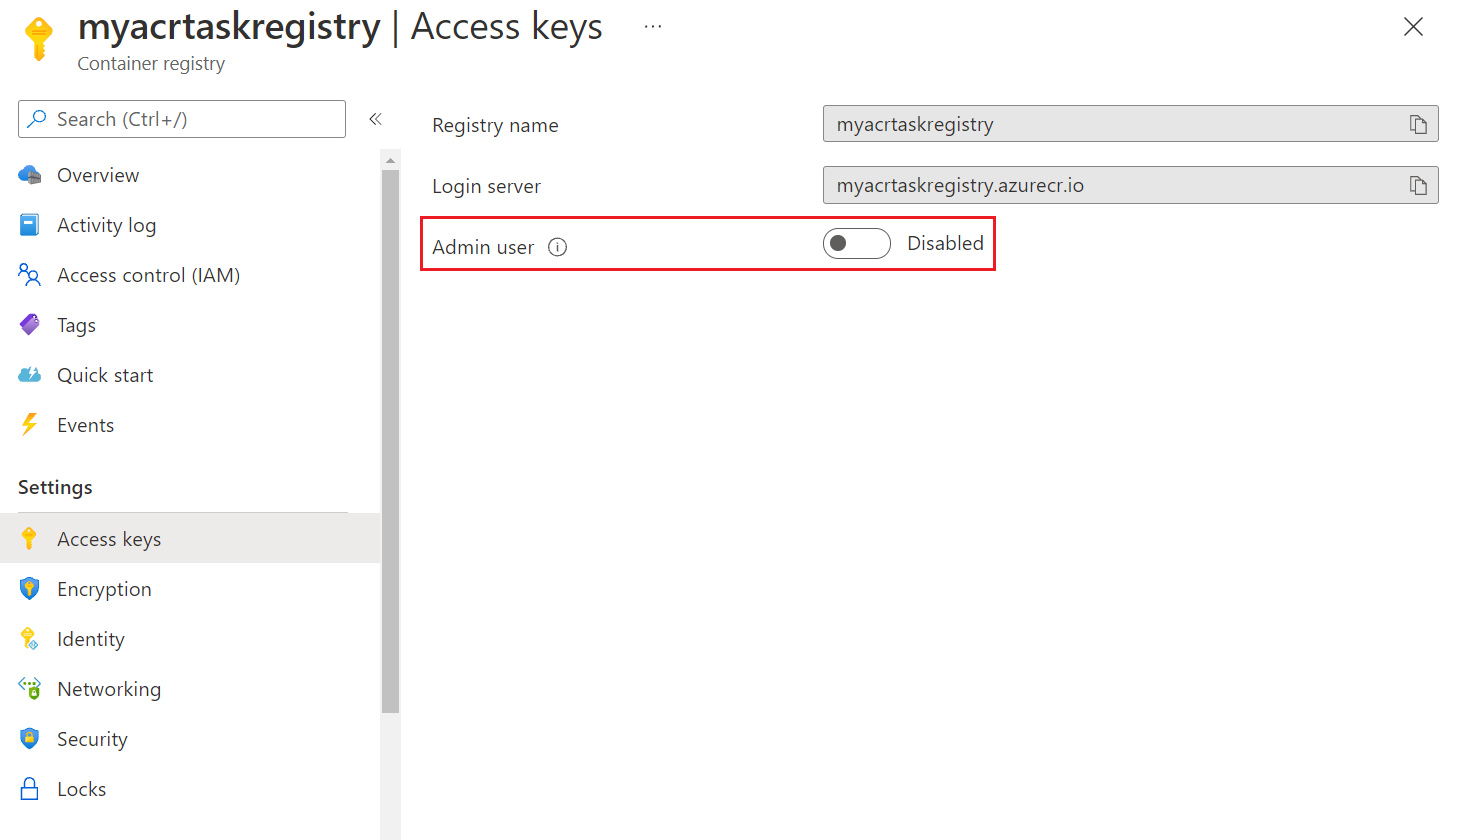 myacrtaskregistry | Access keys ...
Container registry
Search (Ctrl+/)
«
Overview
Activity log
Access control (IAM)
Tags
Quick start
Events
Settings
Access keys
Encryption
Identity
Networking
Security
Locks
Registry name
myacrtaskregistry
Login server
myacrtaskregistry.azurecr.io
Admin user
Disabled